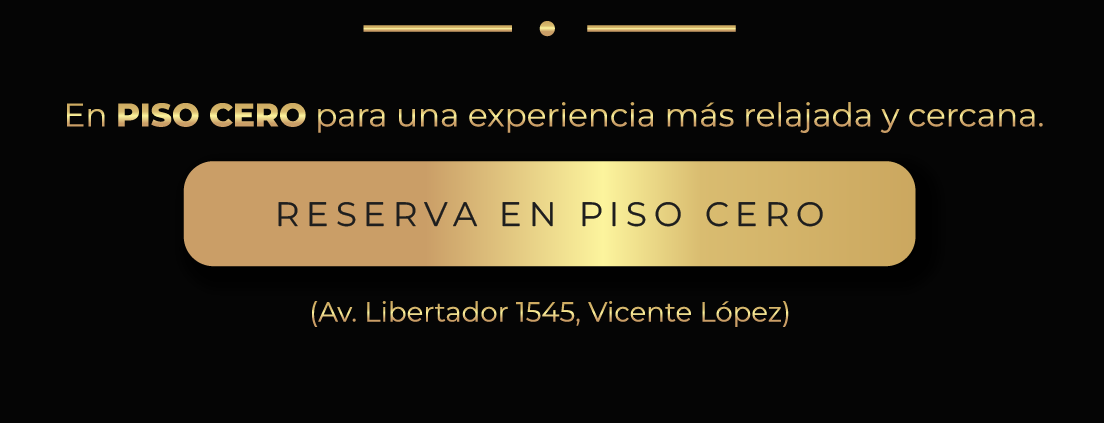 En PISO CERO para una experiencia más relajada y cercana.
RESERVA EN PISO CERO
(Av. Libertador 1545, Vicente López)